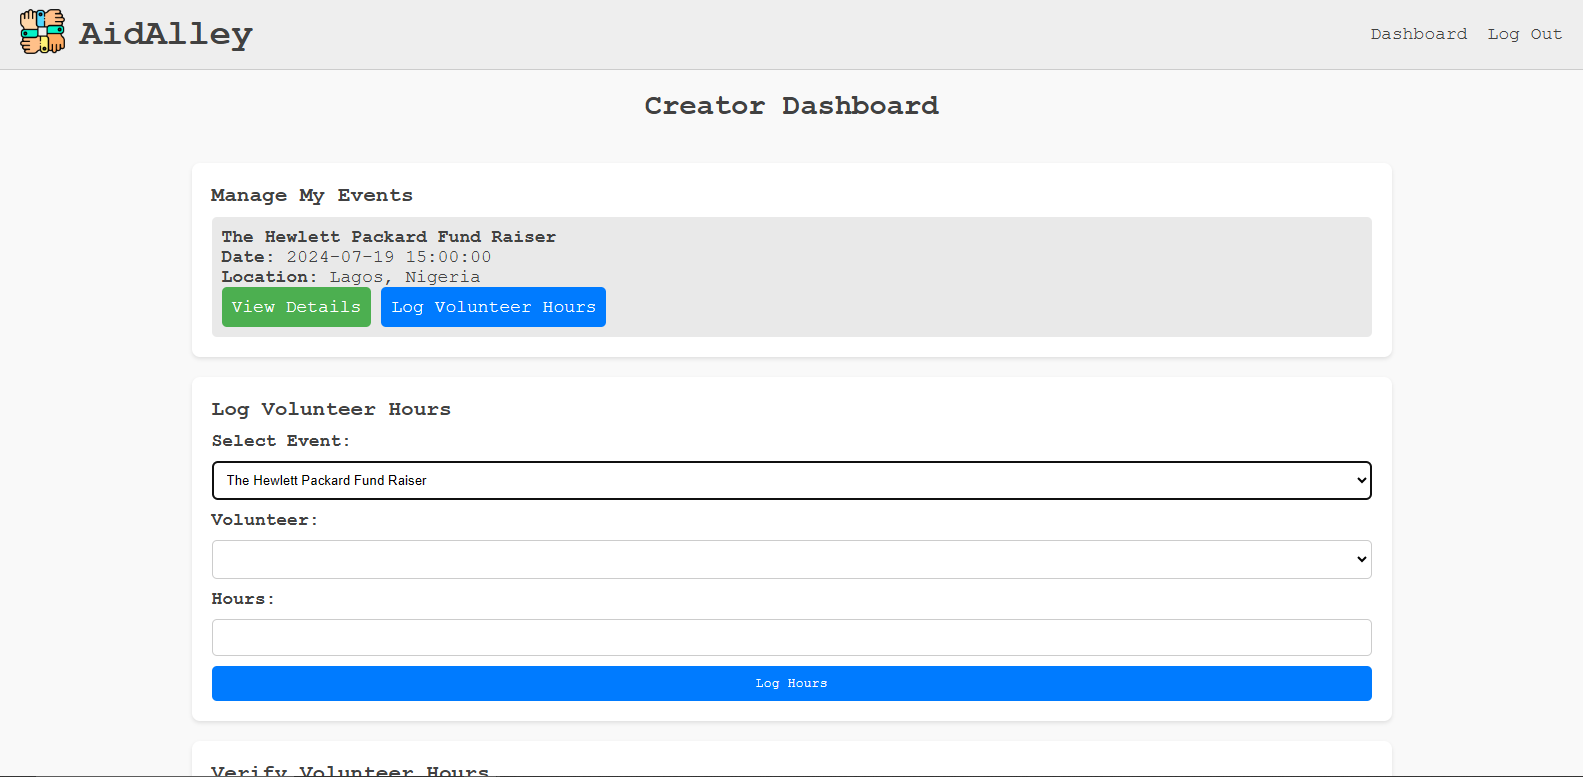 AidAlley
Dashboard Log Out
Creator Dashboard
Manage My Events
The Hewlett Packard Fund Raiser
Date: 2024-07-19 15:00:00
Location: Lagos, Nigeria
View Details Log Volunteer Hours
Log Volunteer Hours
Select Event:
The Hewlett Packard Fund Raiser
Volunteer:
Hours:
Log Hours
Verify Volunteer Hours